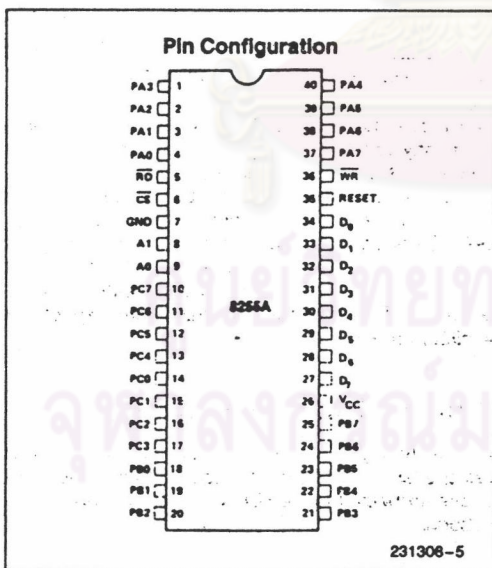 Pin Configuration
PA3 1 40 PA4
PA2 2 39 PA5
PA1 3 38 PA6
PA0 4 37 PA7
R̅D̅ 5 36 W̅R̅
C̅S̅ 6 35 RESET
GND 7 34 D0
A1 8 33 D1
A0 9 32 D2
PC7 10 31 D3
PC6 11 8255A 30 D4
PC5 12 29 D5
PC4 13 28 D6
PC0 14 27 D7
PC1 15 26 VCC
PC2 16 25 PB7
PC3 17 24 PB6
PB0 18 23 PB5
PB1 19 22 PB4
PB2 20 21 PB3
231306-5